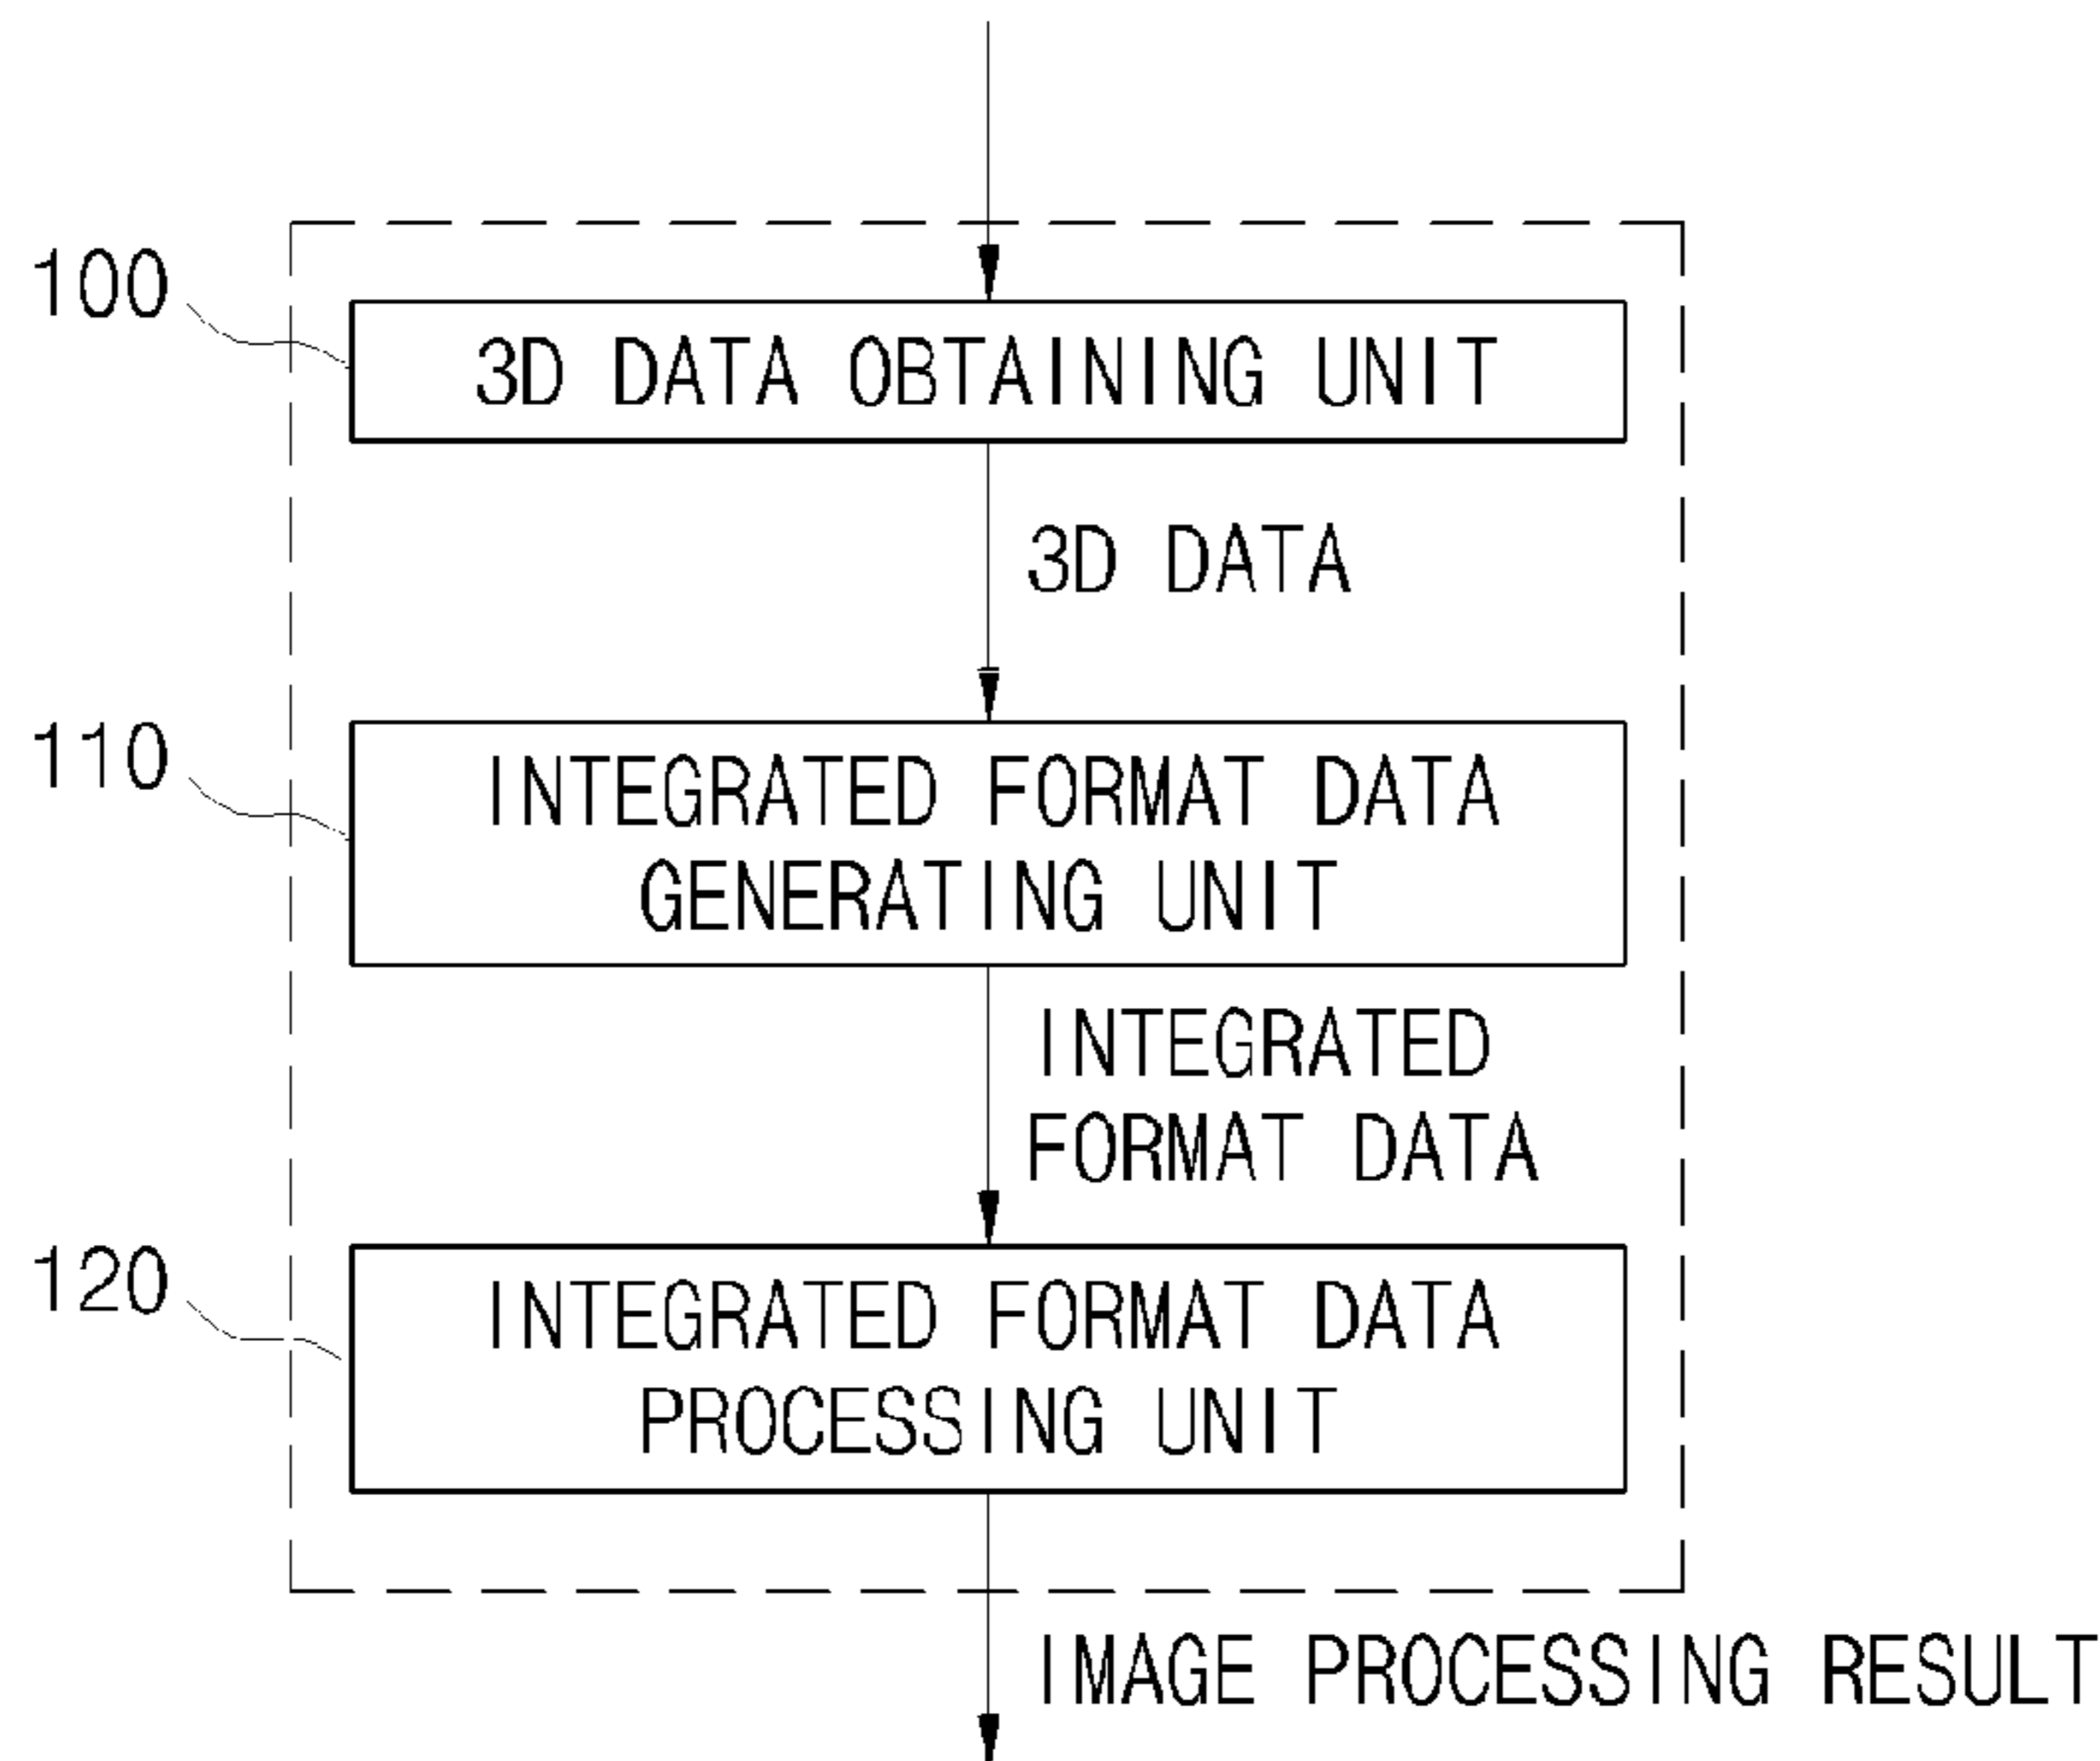 100
3D DATA OBTAINING UNIT
3D DATA
110
INTEGRATED FORMAT DATA
GENERATING UNIT
INTEGRATED
FORMAT DATA
120
INTEGRATED FORMAT DATA
PROCESSING UNIT
IMAGE PROCESSING RESULT